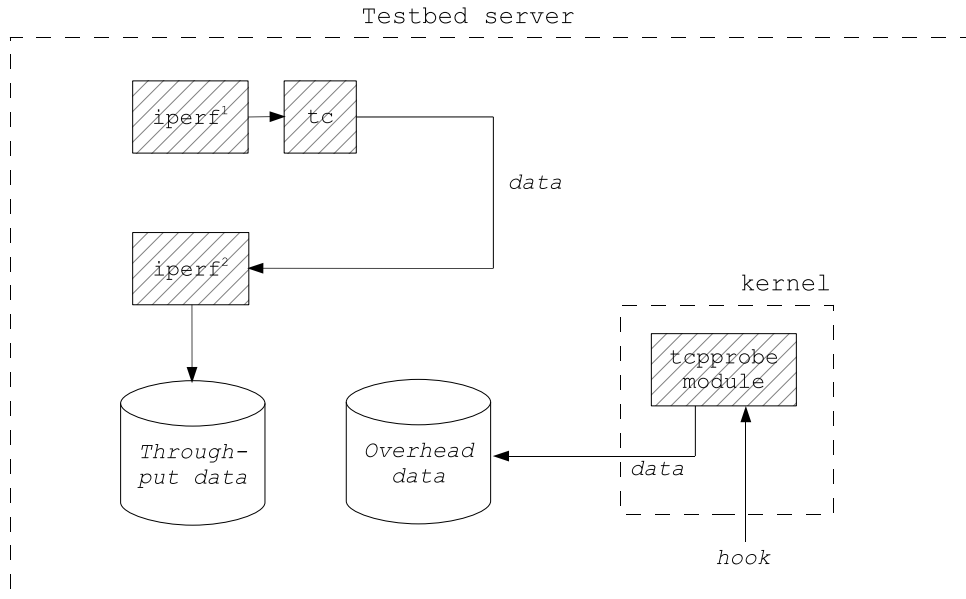 Testbed server
iperf¹
tc
data
iperf²
kernel
tcpprobe
module
Through-
put data
Overhead
data
data
hook